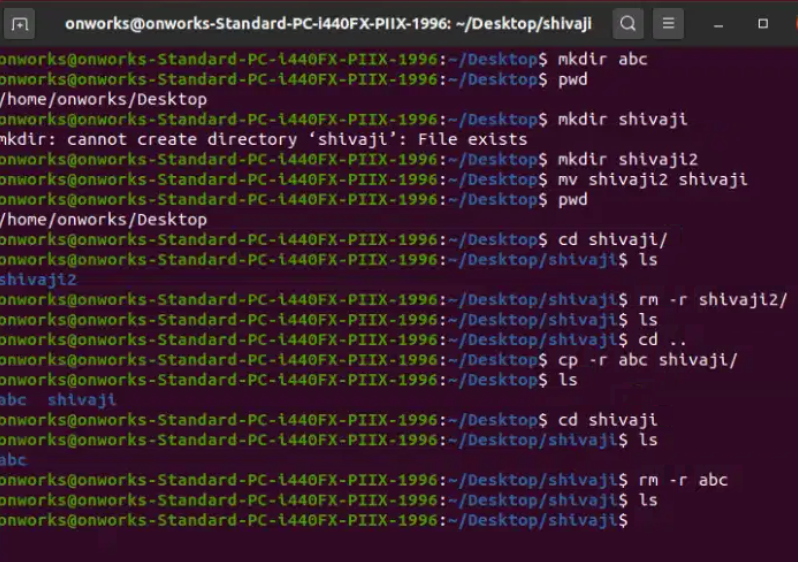 onworks@onworks-Standard-PC-i440FX-PIIX-1996: ~/Desktop/shivaji
onworks@onworks-Standard-PC-i440FX-PIIX-1996:~/Desktop$ mkdir abc
onworks@onworks-Standard-PC-i440FX-PIIX-1996:~/Desktop$ pwd
/home/onworks/Desktop
onworks@onworks-Standard-PC-i440FX-PIIX-1996:~/Desktop$ mkdir shivaji
mkdir: cannot create directory ‘shivaji’: File exists
onworks@onworks-Standard-PC-i440FX-PIIX-1996:~/Desktop$ mkdir shivaji2
onworks@onworks-Standard-PC-i440FX-PIIX-1996:~/Desktop$ mv shivaji2 shivaji
onworks@onworks-Standard-PC-i440FX-PIIX-1996:~/Desktop$ pwd
/home/onworks/Desktop
onworks@onworks-Standard-PC-i440FX-PIIX-1996:~/Desktop$ cd shivaji/
onworks@onworks-Standard-PC-i440FX-PIIX-1996:~/Desktop/shivaji$ ls
shivaji2
onworks@onworks-Standard-PC-i440FX-PIIX-1996:~/Desktop/shivaji$ rm -r shivaji2/
onworks@onworks-Standard-PC-i440FX-PIIX-1996:~/Desktop/shivaji$ ls
onworks@onworks-Standard-PC-i440FX-PIIX-1996:~/Desktop/shivaji$ cd ..
onworks@onworks-Standard-PC-i440FX-PIIX-1996:~/Desktop$ cp -r abc shivaji/
onworks@onworks-Standard-PC-i440FX-PIIX-1996:~/Desktop$ ls
abc  shivaji
onworks@onworks-Standard-PC-i440FX-PIIX-1996:~/Desktop$ cd shivaji
onworks@onworks-Standard-PC-i440FX-PIIX-1996:~/Desktop/shivaji$ ls
abc
onworks@onworks-Standard-PC-i440FX-PIIX-1996:~/Desktop/shivaji$ rm -r abc
onworks@onworks-Standard-PC-i440FX-PIIX-1996:~/Desktop/shivaji$ ls
onworks@onworks-Standard-PC-i440FX-PIIX-1996:~/Desktop/shivaji$